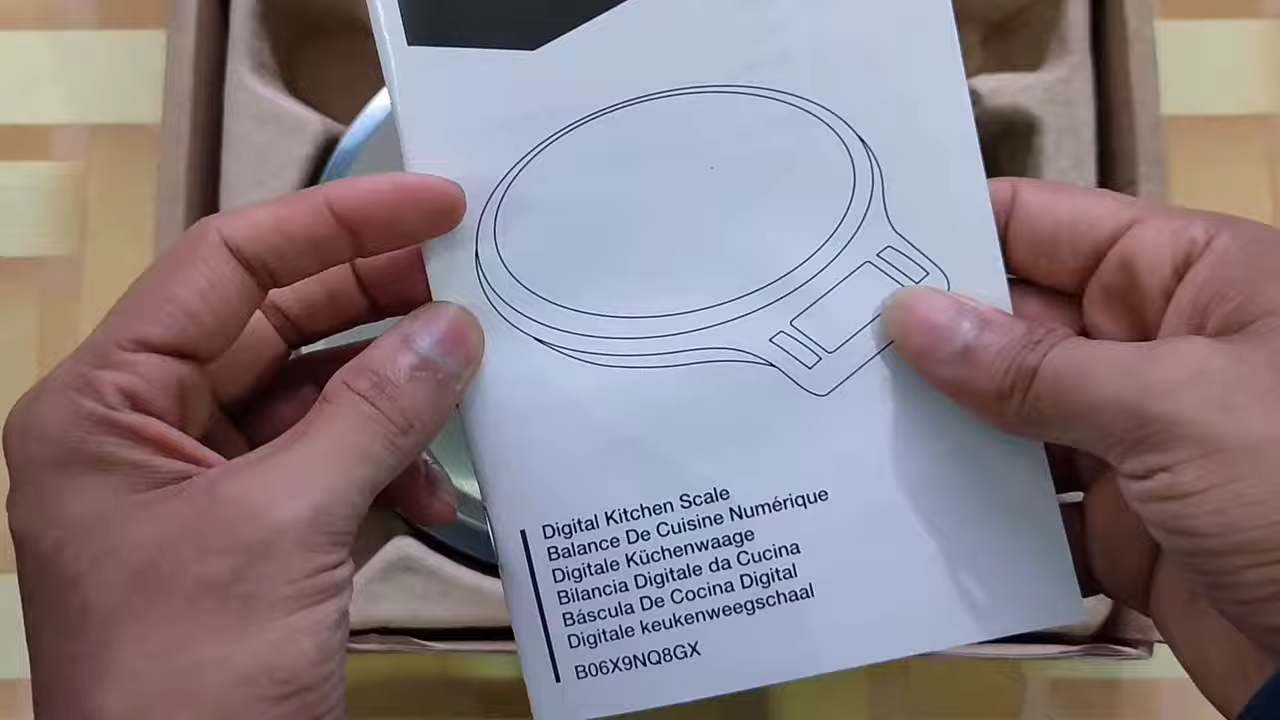 Digital Kitchen Scale
Balance De Cuisine Numérique
Digitale Küchenwaage
Bilancia Digitale da Cucina
Báscula De Cocina Digital
Digitale keukenweegschaal
B06X9NQ8GX